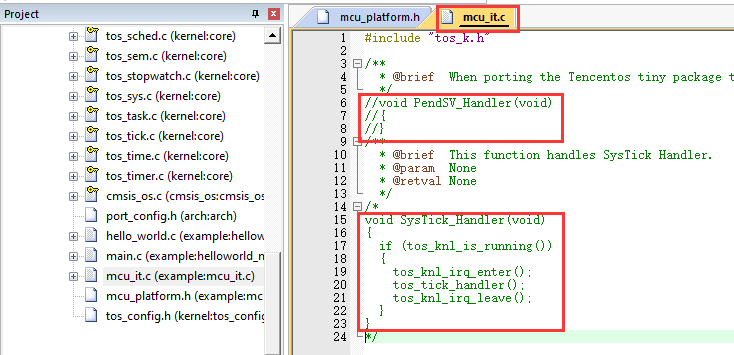 Project
tos_sched.c (kernel:core)
tos_sem.c (kernel:core)
tos_stopwatch.c (kernel:core)
tos_sys.c (kernel:core)
tos_task.c (kernel:core)
tos_tick.c (kernel:core)
tos_time.c (kernel:core)
tos_timer.c (kernel:core)
cmsis_os.c (cmsis_os:cmsis_os
port_config.h (arch:arch)
hello_world.c (example:hellow
main.c (example:helloworld_m
mcu_it.c (example:mcu_it.c)
mcu_platform.h (example:mc
tos_config.h (kernel:tos_config
mcu_platform.h
mcu_it.c
1 #include "tos_k.h"
2
3 /**
4 * @brief When porting the Tencentos tiny package t
5 */
6 //void PendSV_Handler(void)
7 //{
8 //}
9 /**
10 * @brief This function handles SysTick Handler.
11 * @param None
12 * @retval None
13 */
14 /*
15 void SysTick_Handler(void)
16 {
17 if (tos_knl_is_running())
18 {
19 tos_knl_irq_enter();
20 tos_tick_handler();
21 tos_knl_irq_leave();
22 }
23 }
24 */